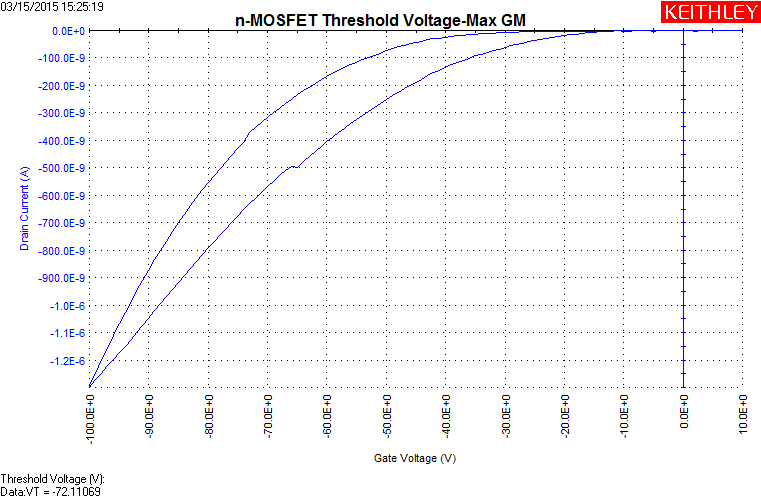 03/15/2015 15:25:19
n-MOSFET Threshold Voltage-Max GM
KEITHLEY
0.0E+0
-100.0E-9
-200.0E-9
-300.0E-9
-400.0E-9
-500.0E-9
-600.0E-9
-700.0E-9
-800.0E-9
-900.0E-9
-1.0E-6
-1.1E-6
-1.2E-6
Drain Current (A)
-100.0E+0
-90.0E+0
-80.0E+0
-70.0E+0
-60.0E+0
-50.0E+0
-40.0E+0
-30.0E+0
-20.0E+0
-10.0E+0
0.0E+0
10.0E+0
Gate Voltage (V)
Threshold Voltage (V):
Data:VT = -72.11069